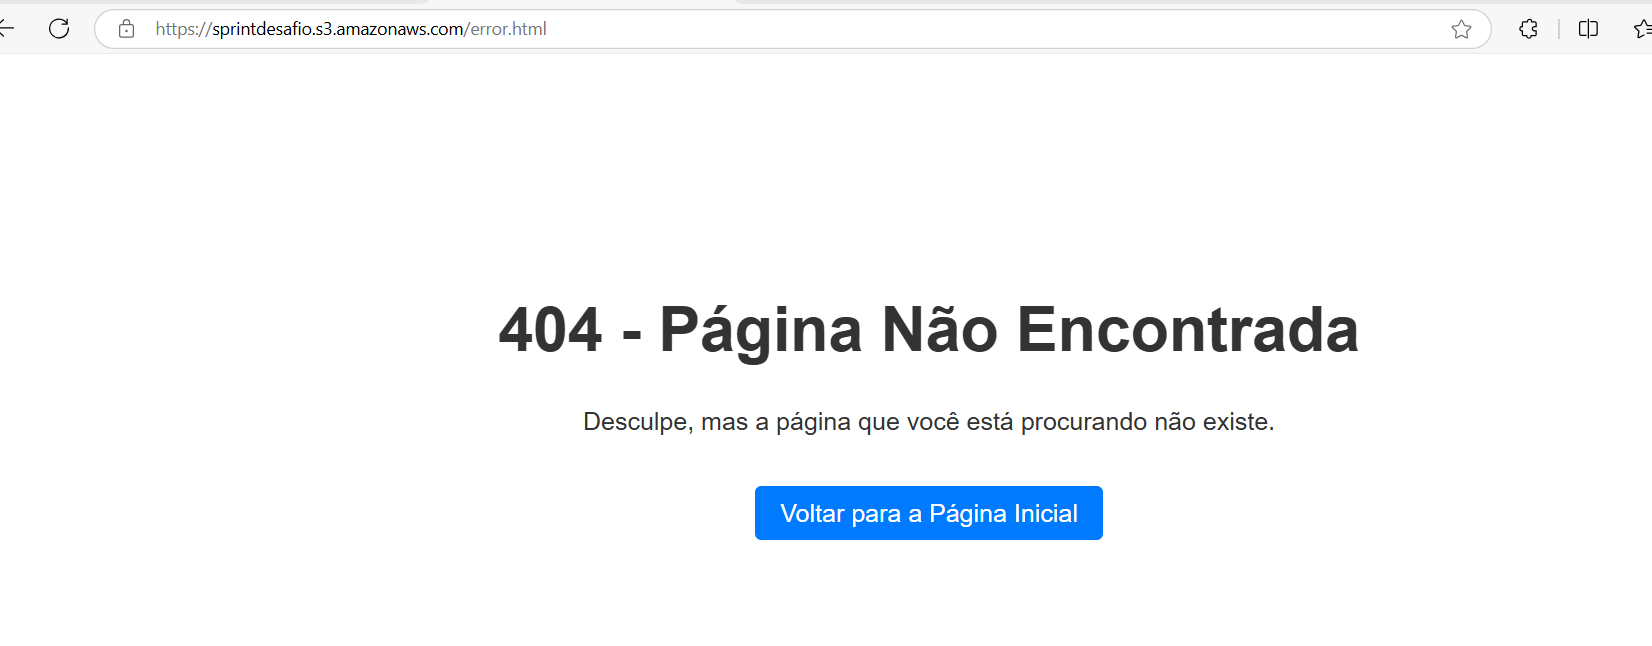 https://sprintdesafio.s3.amazonaws.com/error.html
404 - Página Não Encontrada
Desculpe, mas a página que você está procurando não existe.
Voltar para a Página Inicial